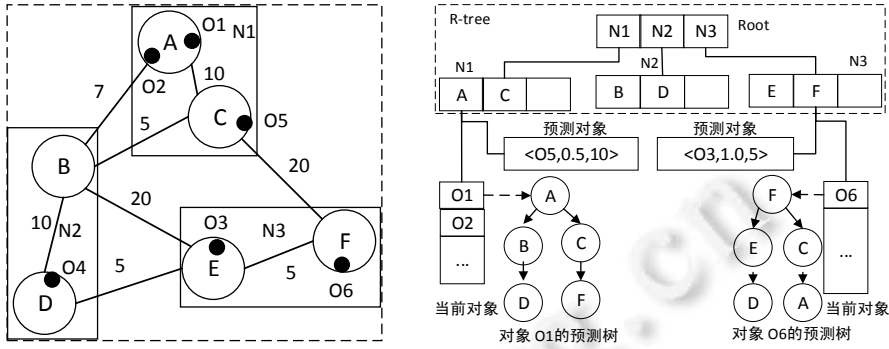 O1
N1
A
O2
10
7
C
O5
5
B
20
20
10
N2
O3
N3
F
O4
5
E
5
O6
D
R-tree
N1 N2 N3
Root
N1
N2
N3
A C
B D
E F
预测对象
预测对象
<O5,0.5,10>
<O3,1.0,5>
O1
A
F
O6
O2
B
C
E
C
...
...
D
F
D
A
当前对象
当前对象
对象 O1的预测树
对象 O6的预测树
.cn